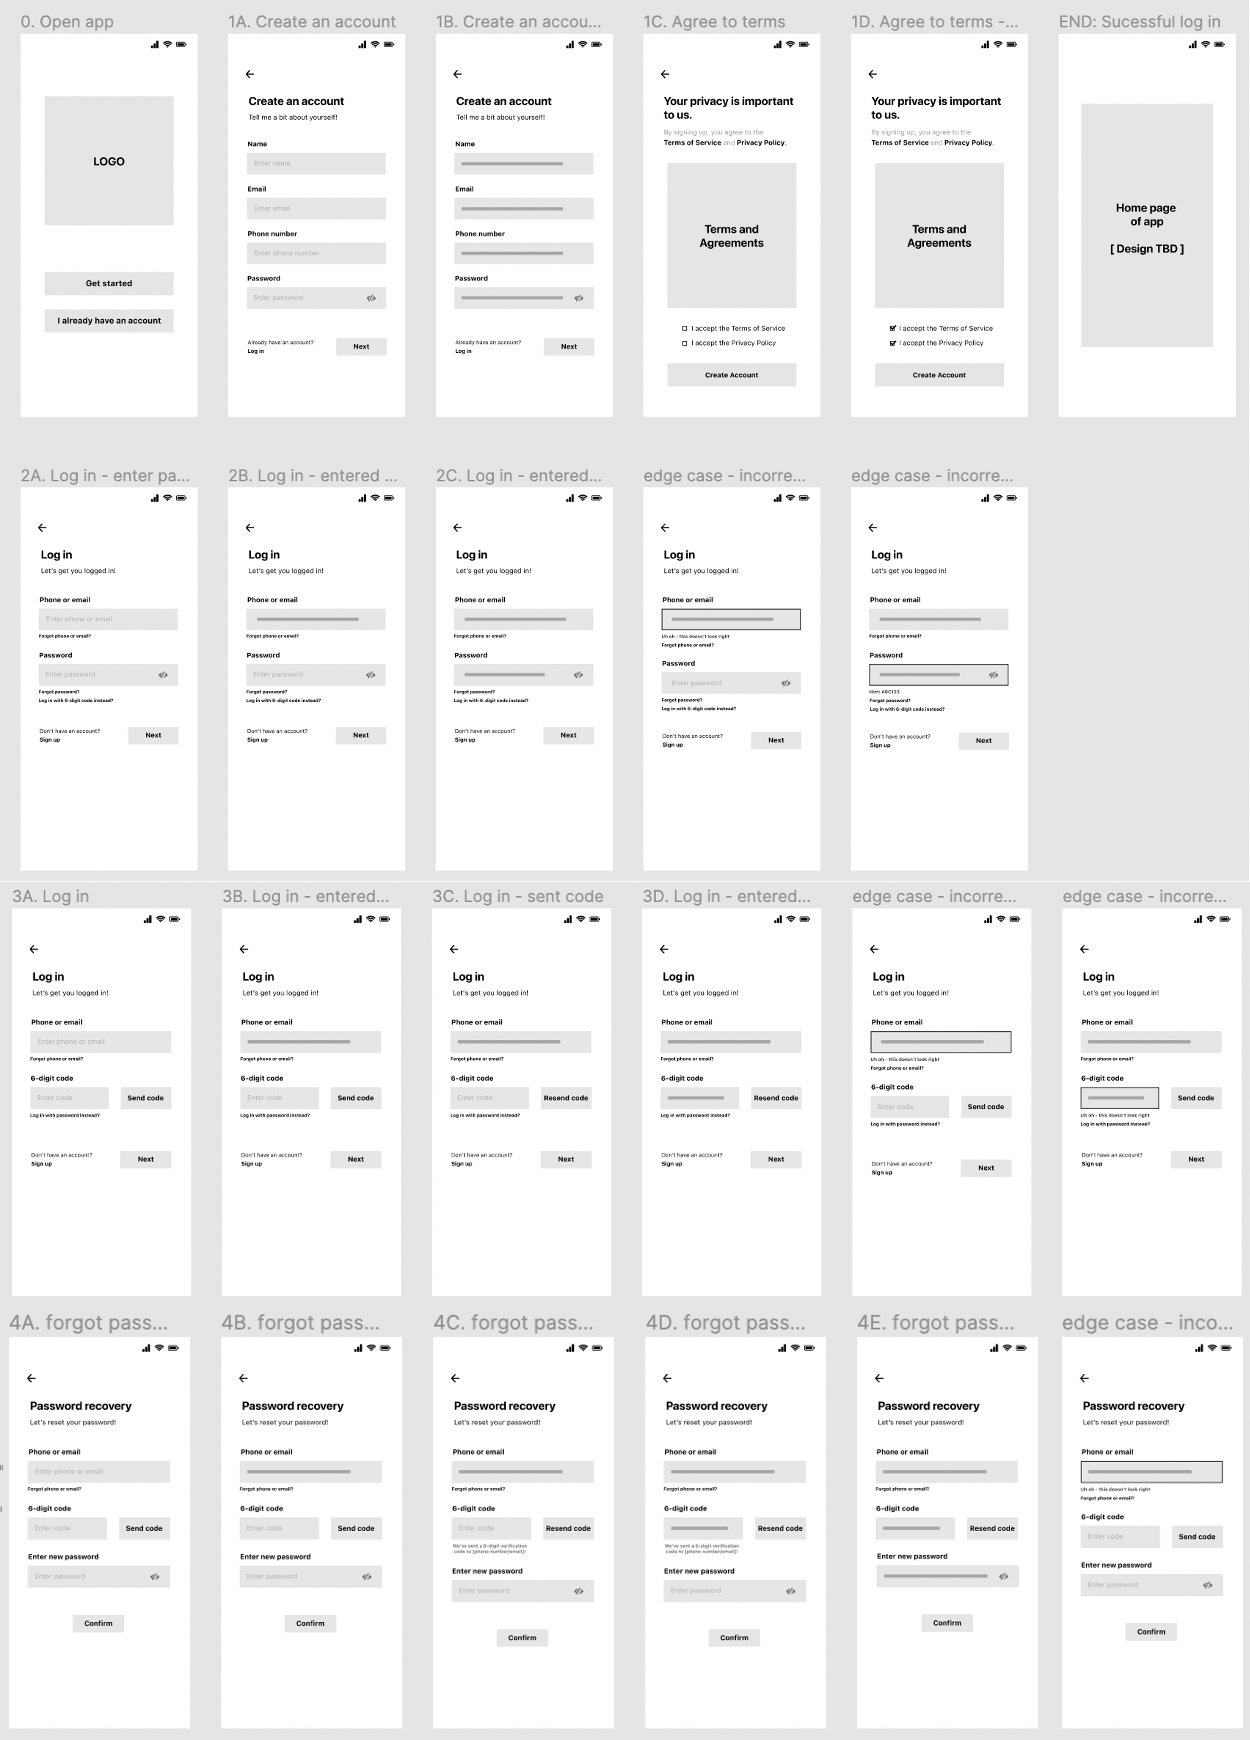 0. Open app
LOGO
Get started
I already have an account
1A. Create an account
Create an account
Tell me a bit about yourself!
Name
Enter name
Email
Enter email
Phone number
Enter phone number
Password
Enter password
Already have an account?
Log in
Next
1B. Create an accou...
Create an account
Tell me a bit about yourself!
Name
Email
Phone number
Password
Already have an account?
Log in
Next
1C. Agree to terms
Your privacy is important
to us.
By signing up, you agree to the
Terms of Service and Privacy Policy.
Terms and
Agreements
I accept the Terms of Service
I accept the Privacy Policy
Create Account
1D. Agree to terms -...
Your privacy is important
to us.
By signing up, you agree to the
Terms of Service and Privacy Policy.
Terms and
Agreements
I accept the Terms of Service
I accept the Privacy Policy
Create Account
END: Sucessful log in
Home page
of app
[ Design TBD ]
2A. Log in - enter pa...
Log in
Let's get you logged in!
Phone or email
Enter phone or email
Forgot phone or email?
Password
Enter password
Forgot password?
Log in with 6-digit code instead?
Don't have an account?
Sign up
Next
2B. Log in - entered ...
Log in
Let's get you logged in!
Phone or email
Forgot phone or email?
Password
Enter password
Forgot password?
Log in with 6-digit code instead?
Don't have an account?
Sign up
Next
2C. Log in - entered...
Log in
Let's get you logged in!
Phone or email
Forgot phone or email?
Password
Forgot password?
Log in with 6-digit code instead?
Don't have an account?
Sign up
Next
edge case - incorre...
Log in
Let's get you logged in!
Phone or email
Uh oh - this doesn't look right
Forgot phone or email?
Password
Enter password
Forgot password?
Log in with 6-digit code instead?
Don't have an account?
Sign up
Next
edge case - incorre...
Log in
Let's get you logged in!
Phone or email
Forgot phone or email?
Password
Hint: ABC123
Forgot password?
Log in with 6-digit code instead?
Don't have an account?
Sign up
Next
3A. Log in
Log in
Let's get you logged in!
Phone or email
Enter phone or email
Forgot phone or email?
6-digit code
Enter code
Send code
Log in with password instead?
Don't have an account?
Sign up
Next
3B. Log in - entered...
Log in
Let's get you logged in!
Phone or email
Forgot phone or email?
6-digit code
Enter code
Send code
Log in with password instead?
Don't have an account?
Sign up
Next
3C. Log in - sent code
Log in
Let's get you logged in!
Phone or email
Forgot phone or email?
6-digit code
Enter code
Resend code
Log in with password instead?
Don't have an account?
Sign up
Next
3D. Log in - entered...
Log in
Let's get you logged in!
Phone or email
Forgot phone or email?
6-digit code
Resend code
Log in with password instead?
Don't have an account?
Sign up
Next
edge case - incorre...
Log in
Let's get you logged in!
Phone or email
Uh oh - this doesn't look right
Forgot phone or email?
6-digit code
Enter code
Send code
Log in with password instead?
Don't have an account?
Sign up
Next
edge case - incorre...
Log in
Let's get you logged in!
Phone or email
Forgot phone or email?
6-digit code
Send code
Uh oh - this doesn't look right
Log in with password instead?
Don't have an account?
Sign up
Next
4A. forgot pass...
Password recovery
Let's reset your password!
Phone or email
Enter phone or email
Forgot phone or email?
6-digit code
Enter code
Send code
Enter new password
Enter password
Confirm
4B. forgot pass...
Password recovery
Let's reset your password!
Phone or email
Forgot phone or email?
6-digit code
Enter code
Send code
Enter new password
Enter password
Confirm
4C. forgot pass...
Password recovery
Let's reset your password!
Phone or email
Forgot phone or email?
6-digit code
Enter code
Resend code
We've sent a 6-digit verification
code to [phone number/email]!
Enter new password
Enter password
Confirm
4D. forgot pass...
Password recovery
Let's reset your password!
Phone or email
Forgot phone or email?
6-digit code
Resend code
We've sent a 6-digit verification
code to [phone number/email]!
Enter new password
Enter password
Confirm
4E. forgot pass...
Password recovery
Let's reset your password!
Phone or email
Forgot phone or email?
6-digit code
Resend code
Enter new password
Confirm
edge case - inco...
Password recovery
Let's reset your password!
Phone or email
Uh oh - this doesn't look right
Forgot phone or email?
6-digit code
Enter code
Send code
Enter new password
Enter password
Confirm